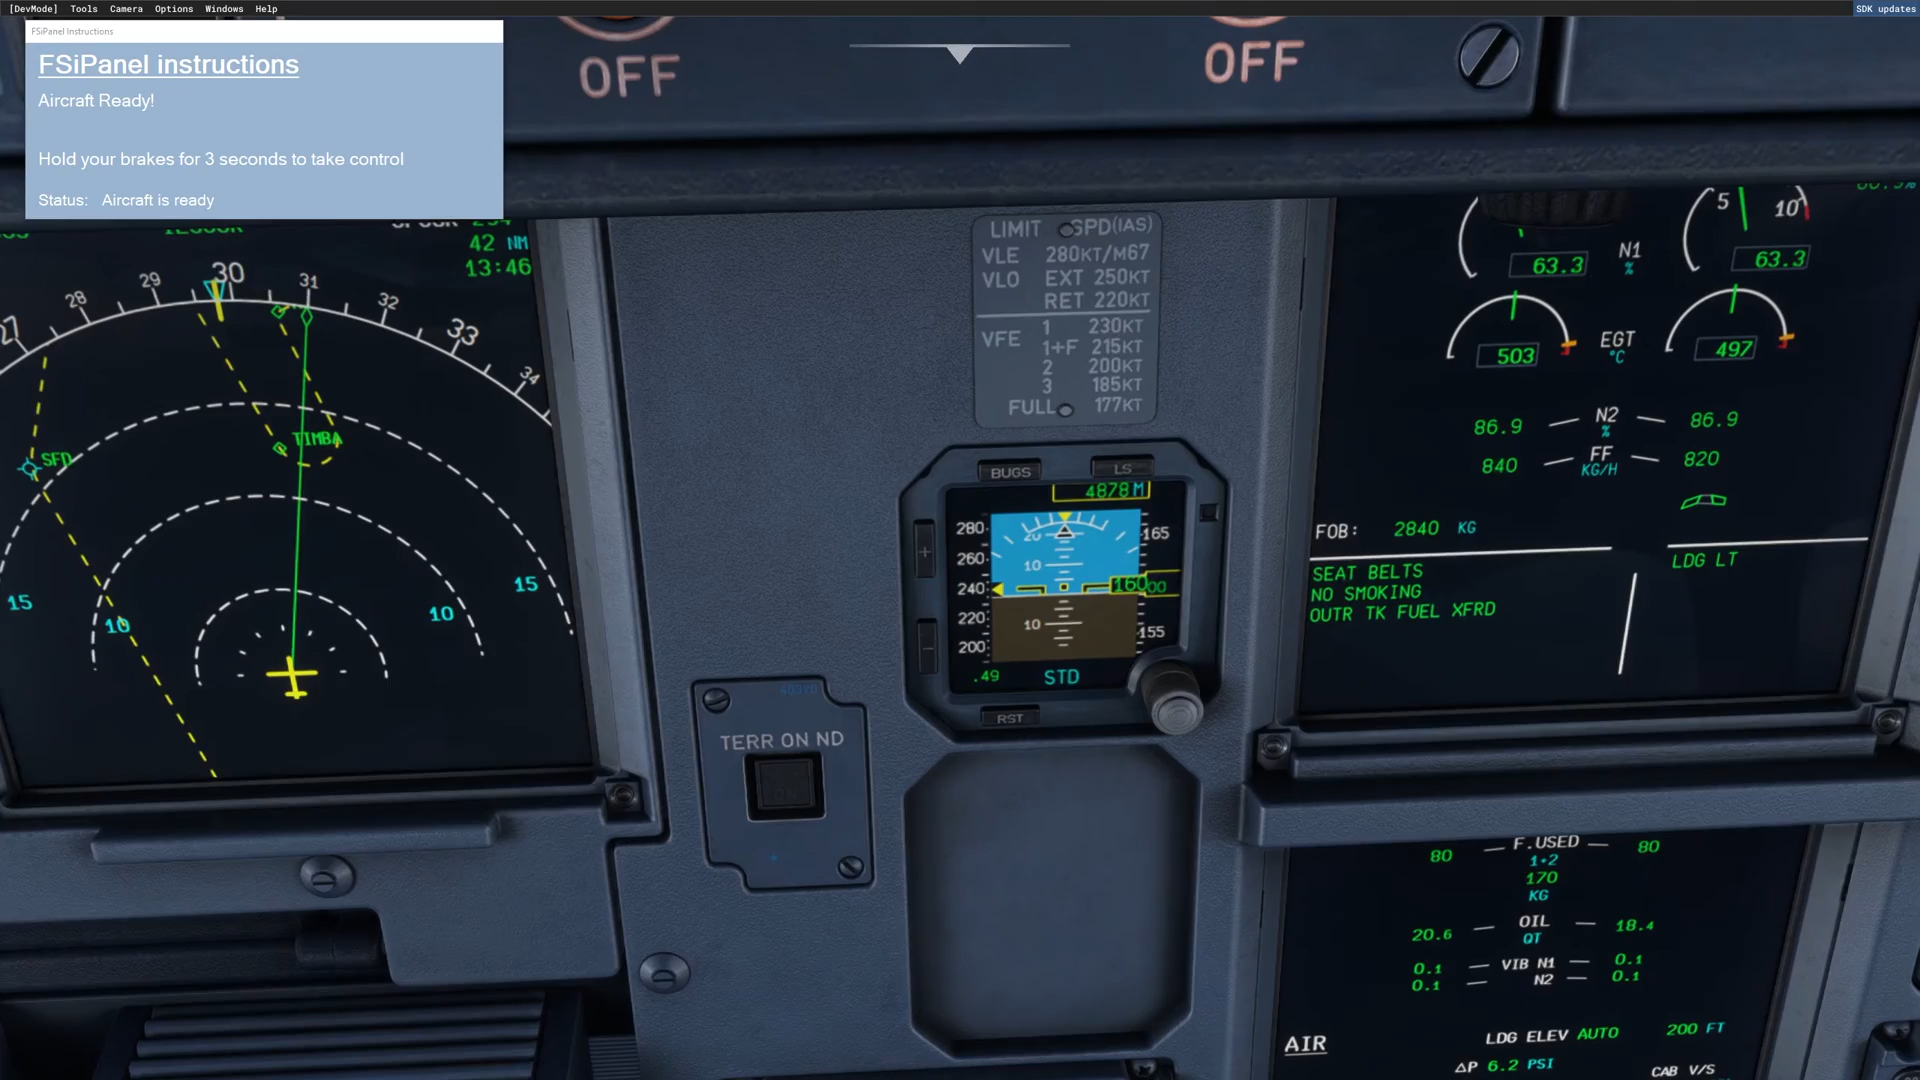 [DevMode] Tools Camera Options Windows Help
SDK updates
FSiPanel Instructions
FSiPanel instructions
Aircraft Ready!
Hold your brakes for 3 seconds to take control
Status: Aircraft is ready
OFF
OFF
42 NM
13:46
27 28 29 30 31 32 33 34
TIMBA
SFD
15
10
10
15
LIMIT SPD(IAS)
VLE 280KT/M67
VLO EXT 250KT
RET 220KT
VFE 1 230KT
1+F 215KT
2 200KT
3 185KT
FULL 177KT
BUGS
LS
4878 M
280
260
240
220
200
20
10
10
165
16000
155
.49
STD
+
-
RST
TERR ON ND
5 10
63.3 N1 63.3
%
503 EGT 497
°C
86.9 N2 86.9
%
840 FF 820
KG/H
FOB: 2840 KG
SEAT BELTS
NO SMOKING
OUTR TK FUEL XFRD
LDG LT
80 F.USED 80
1+2
170
KG
20.6 OIL 18.4
QT
0.1 VIB N1 0.1
0.1 N2 0.1
AIR
LDG ELEV AUTO 200 FT
ΔP 6.2 PSI
CAB V/S